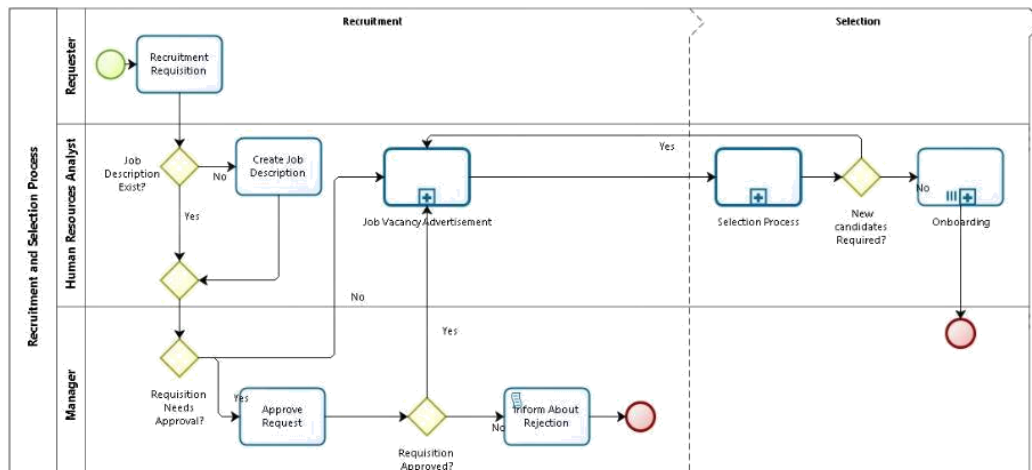 Recruitment
Selection
Recruitment and Selection Process
Requester
Recruitment
Requisition
Human Resources Analyst
Job
Description
Exist?
No
Create Job
Description
Yes
Job Vacancy Advertisement
Yes
Selection Process
New
candidates
Required?
No
Onboarding
No
Manager
Requisition
Needs
Approval?
Yes
Approve
Request
Yes
Requisition
Approved?
No
Inform About
Rejection